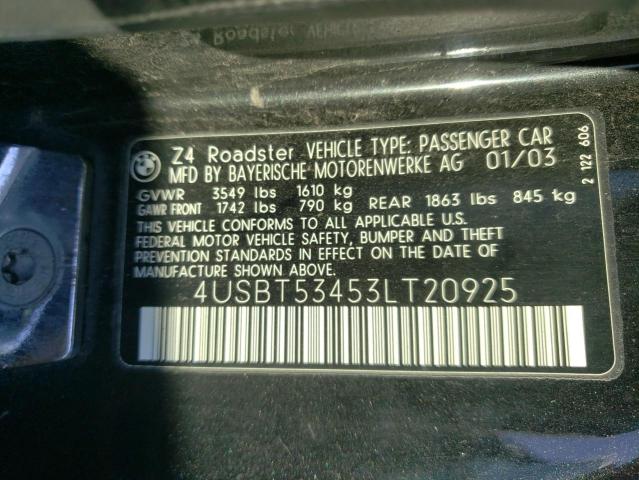 Z4 Roadster VEHICLE TYPE: PASSENGER CAR
MFD BY BAYERISCHE MOTORENWERKE AG 01/03
GVWR 3549 lbs 1610 kg
GAWR FRONT 1742 lbs 790 kg REAR 1863 lbs 845 kg
THIS VEHICLE CONFORMS TO ALL APPLICABLE U.S.
FEDERAL MOTOR VEHICLE SAFETY, BUMPER AND THEFT
PREVENTION STANDARDS IN EFFECT ON THE DATE OF
MANUFACTURE SHOWN ABOVE.
4USBT53453LT20925
2 122 606